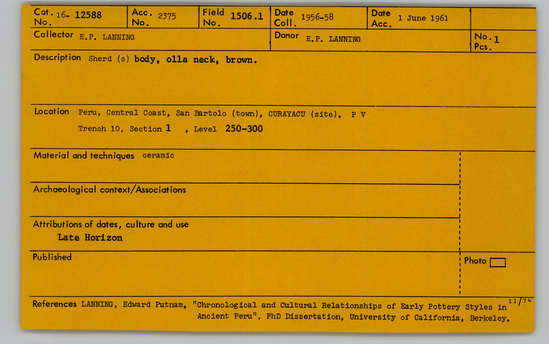 Cat. No. 16- 12588 Acc. No. 2375 Field No. 1506.1 Date Coll. 1956-58 Date Acc. 1 June 1961
Collector E.P. LANNING Donor E.P. LANNING No. Pcs. 1
Description Sherd (s) body, olla neck, brown.
Location Peru, Central Coast, San Bartolo (town), CURAYACU (site), P V
Trench 10, Section 1 , Level 250-300
Material and techniques ceramic
Archaeological context/Associations
Attributions of dates, culture and use
Late Horizon
Published
Photo
11/74
References LANNING, Edward Putnam, "Chronological and Cultural Relationships of Early Pottery Styles in
Ancient Peru", PhD Dissertation, University of California, Berkeley.